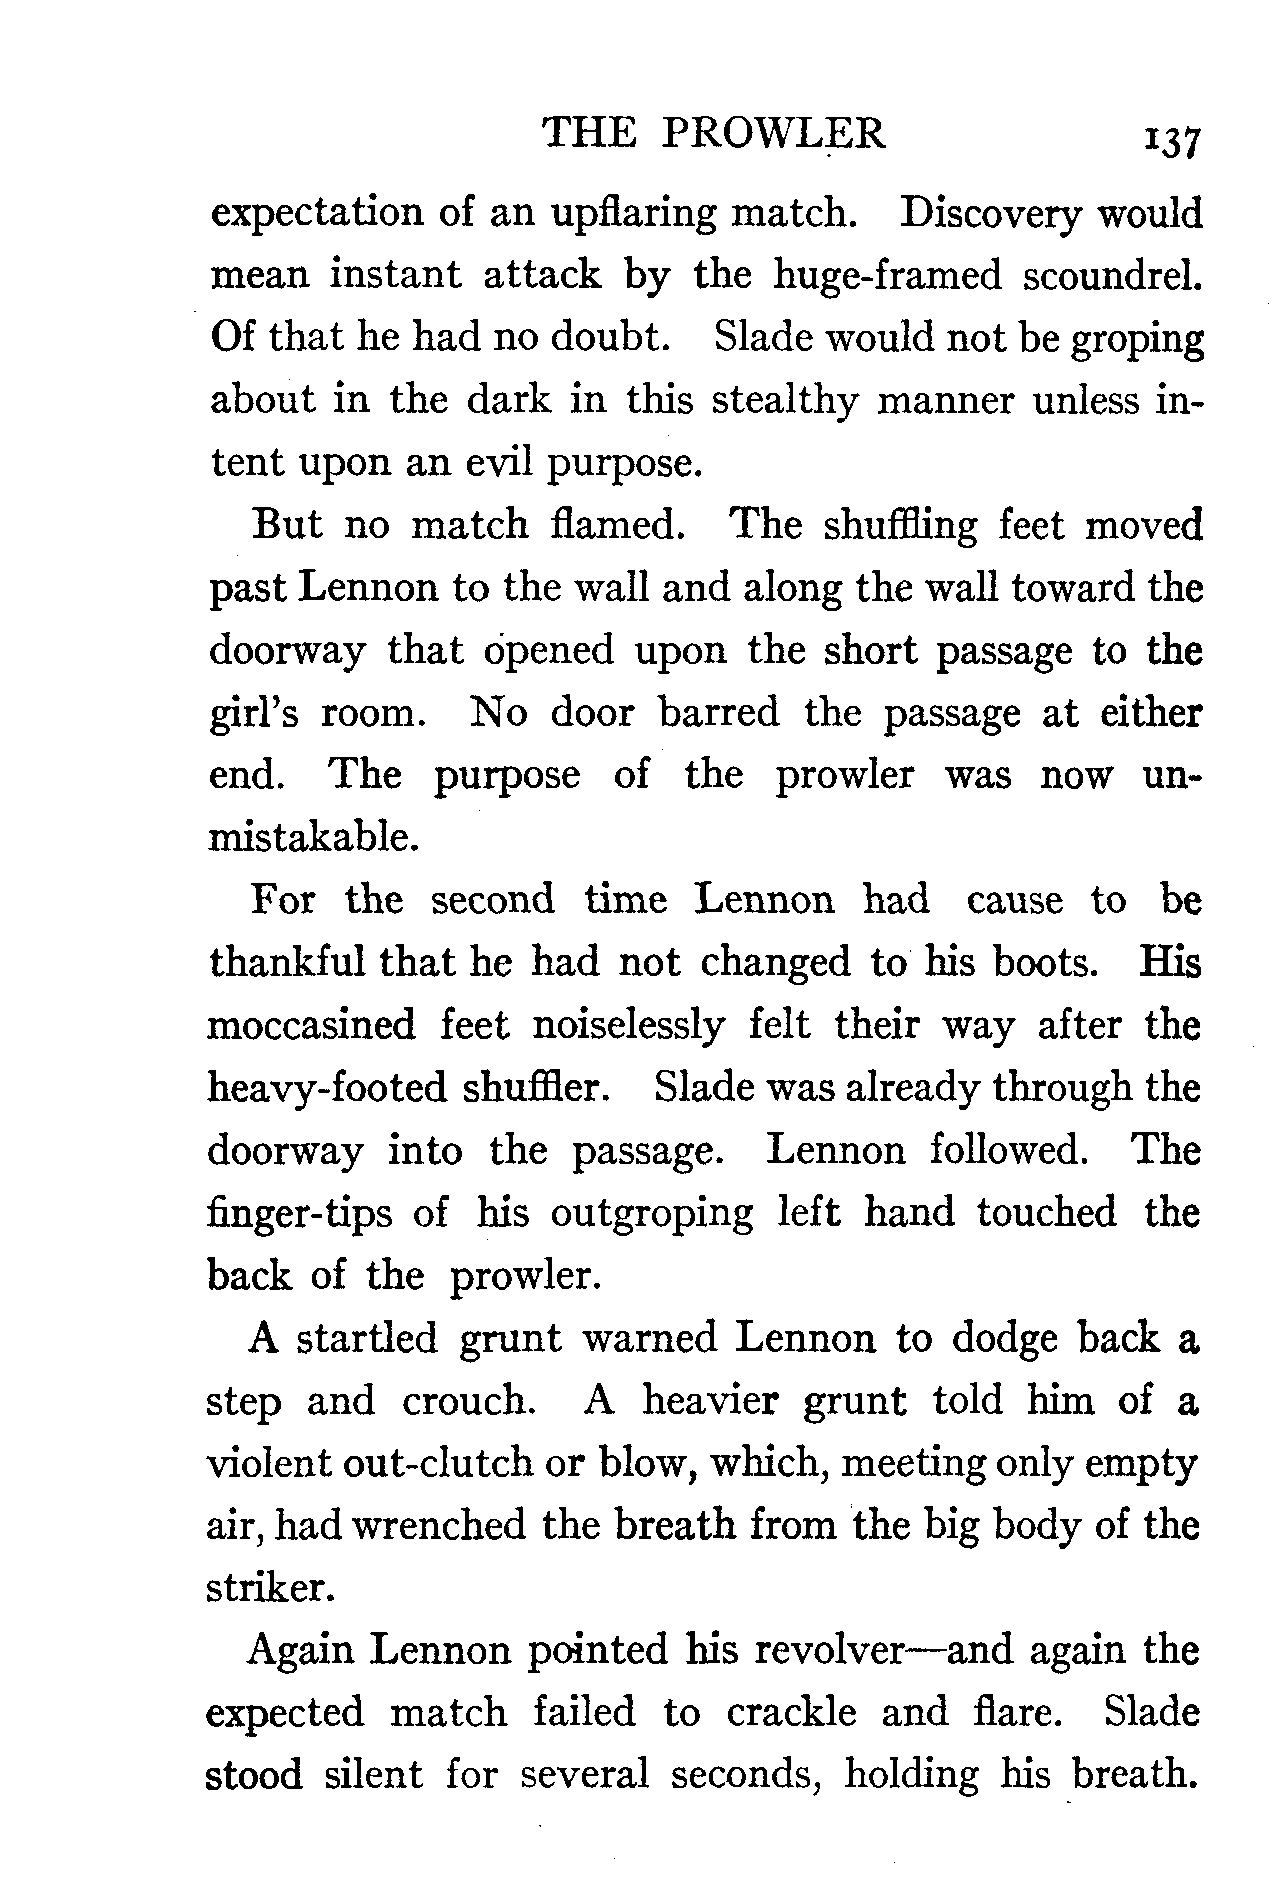 THE PROWLER 137
expectation of an upflaring match. Discovery would
mean instant attack by the huge-framed scoundrel.
Of that he had no doubt. Slade would not be groping
about in the dark in this stealthy manner unless in-
tent upon an evil purpose.
But no match flamed. The shuffling feet moved
past Lennon to the wall and along the wall toward the
doorway that opened upon the short passage to the
girl's room. No door barred the passage at either
end. The purpose of the prowler was now un-
mistakable.
For the second time Lennon had cause to be
thankful that he had not changed to his boots. His
moccasined feet noiselessly felt their way after the
heavy-footed shuffler. Slade was already through the
doorway into the passage. Lennon followed. The
finger-tips of his outgroping left hand touched the
back of the prowler.
A startled grunt warned Lennon to dodge back a
step and crouch. A heavier grunt told him of a
violent out-clutch or blow, which, meeting only empty
air, had wrenched the breath from the big body of the
striker.
Again Lennon pointed his revolver—and again the
expected match failed to crackle and flare. Slade
stood silent for several seconds, holding his breath.